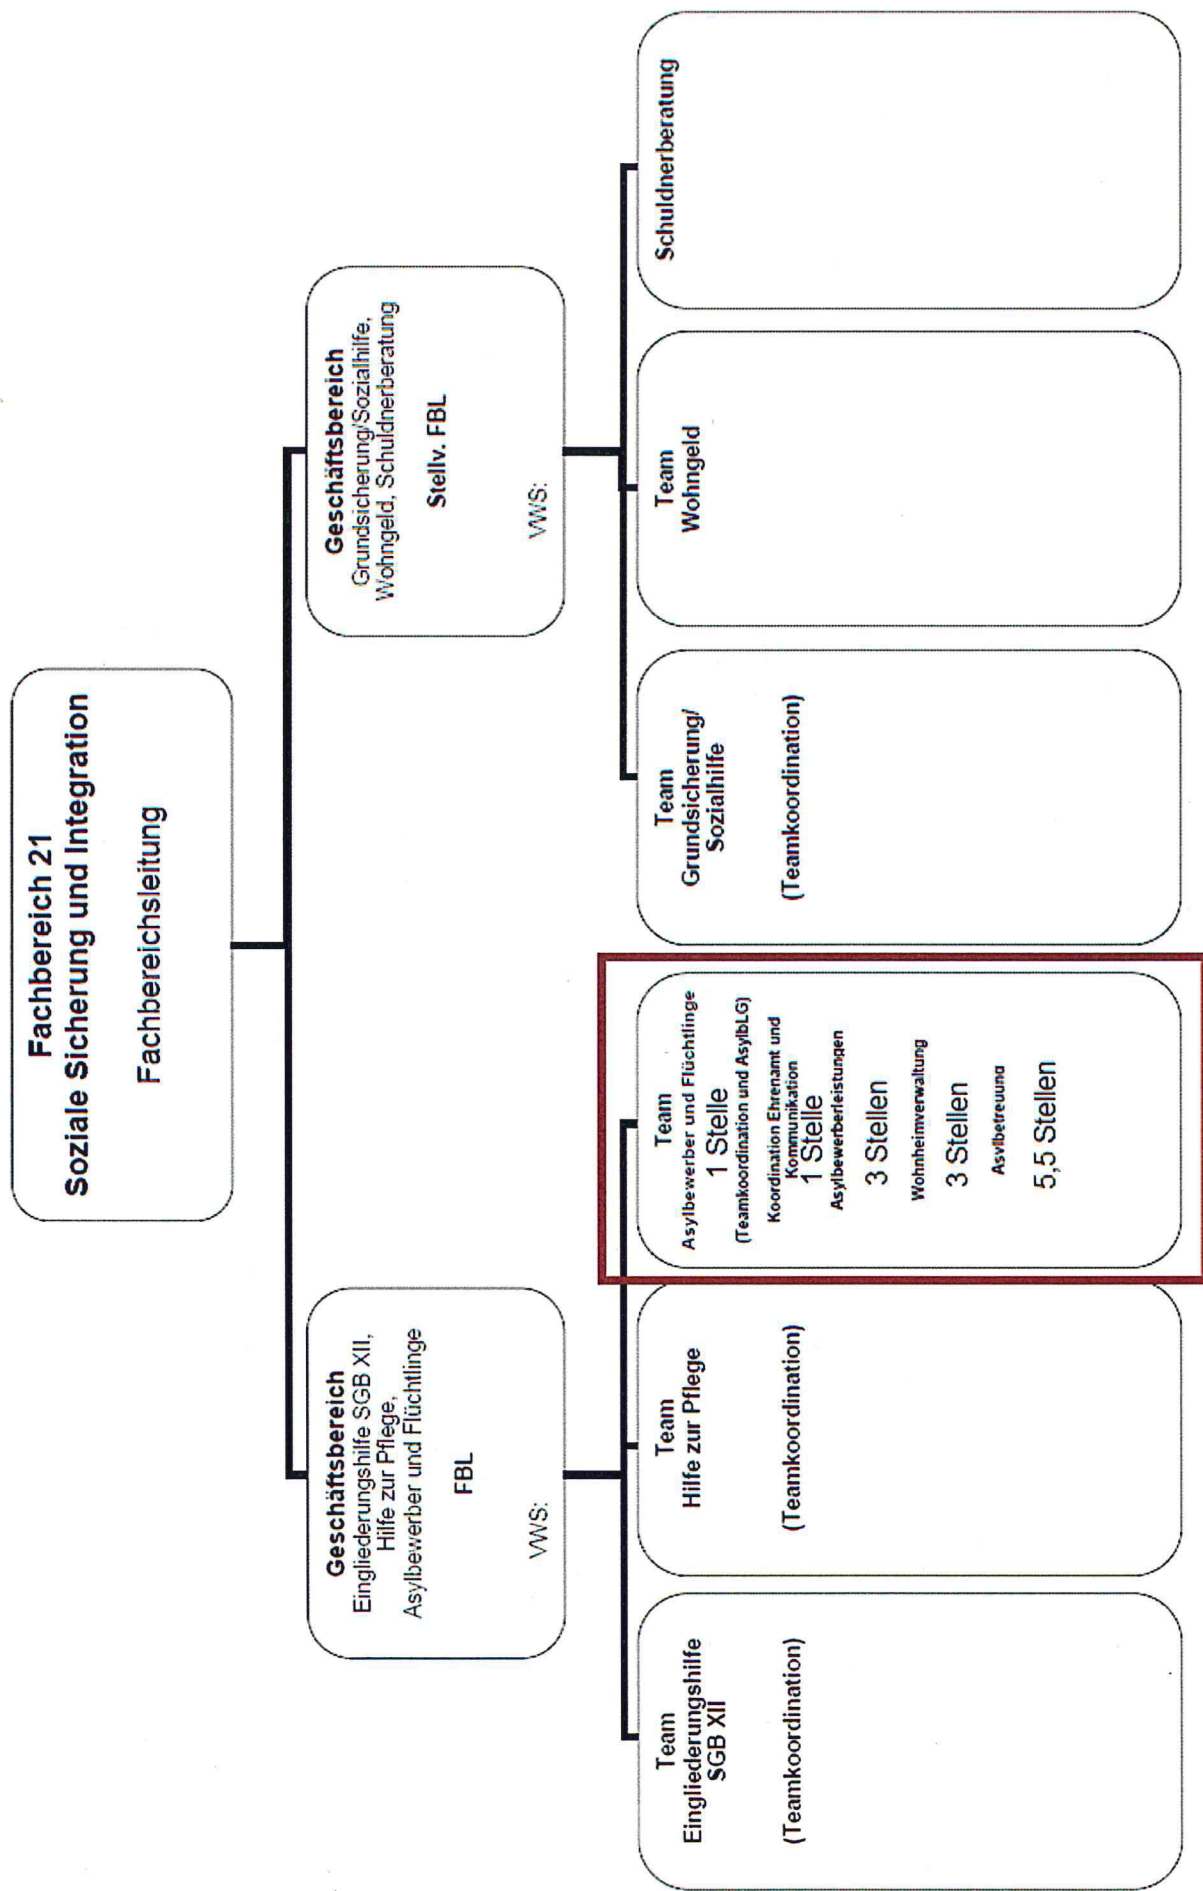 Fachbereich 21
Soziale Sicherung und Integration
Fachbereichsleitung
Geschäftsbereich
Eingliederungshilfe SGB XII,
Hilfe zur Pflege,
Asylbewerber und Flüchtlinge
FBL
VWS:
Geschäftsbereich
Grundsicherung/Sozialhilfe,
Wohngeld, Schuldnerberatung
Stellv. FBL
VWS:
Team
Eingliederungshilfe
SGB XII
(Teamkoordination)
Team
Hilfe zur Pflege
(Teamkoordination)
Team
Asylbewerber und Flüchtlinge
1 Stelle
(Teamkoordination und AsylbLG)
Koordination Ehrenamt und
Kommunikation
1 Stelle
Asylbewerberleistungen
3 Stellen
Wohnheimverwaltung
3 Stellen
Asylbetreuung
5,5 Stellen
Team
Grundsicherung/
Sozialhilfe
(Teamkoordination)
Team
Wohngeld
Schuldnerberatung